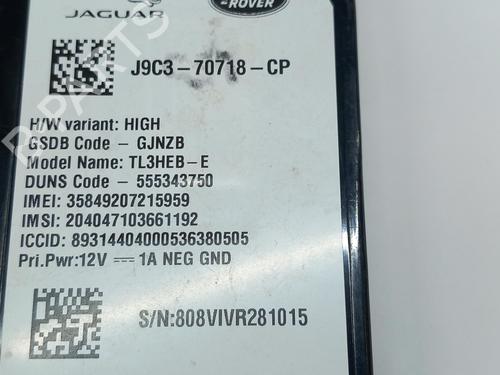 JAGUAR
ROVER
J9C3-70718-CP
H/W variant: HIGH
GSDB Code - GJNZB
Model Name: TL3HEB-E
DUNS Code - 555343750
IMEI: 35849207215959
IMSI: 204047103661192
ICCID: 89314404000536380505
Pri.Pwr:12V ⎓ 1A NEG GND
S/N:808VIVR281015
B-PARTS